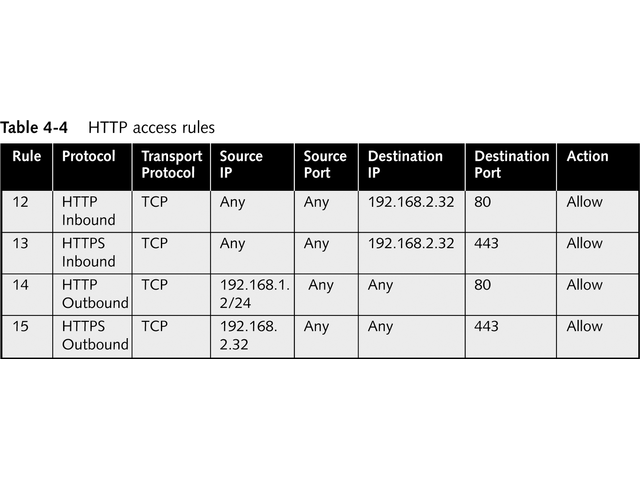 Table 4-4 HTTP access rules
Rule Protocol Transport Protocol Source IP Source Port Destination IP Destination Port Action
12 HTTP Inbound TCP Any Any 192.168.2.32 80 Allow
13 HTTPS Inbound TCP Any Any 192.168.2.32 443 Allow
14 HTTP Outbound TCP 192.168.1.2/24 Any Any 80 Allow
15 HTTPS Outbound TCP 192.168.2.32 Any Any 443 Allow